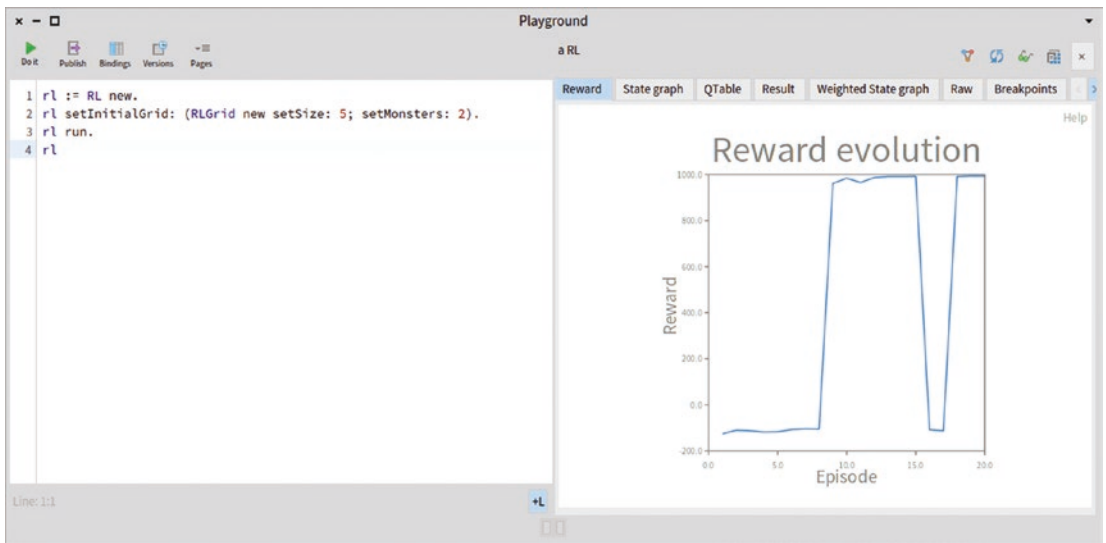 Playground
Do it
Publish
Bindings
Versions
Pages
a RL
1 rl := RL new.
2 rl setInitialGrid: (RLGrid new setSize: 5; setMonsters: 2).
3 rl run.
4 rl
Line: 1:1
+L
Reward
State graph
QTable
Result
Weighted State graph
Raw
Breakpoints
Help
Reward evolution
1000.0
800.0
600.0
400.0
200.0
0.0
-200.0
Reward
0.0
5.0
10.0
15.0
20.0
Episode